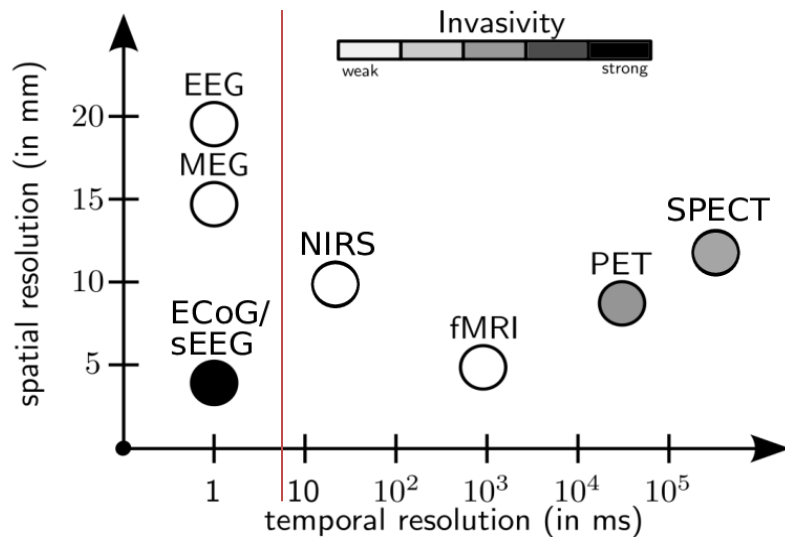 Invasivity
weak
strong
spatial resolution (in mm)
20
15
10
5
EEG
MEG
ECoG/
sEEG
NIRS
fMRI
PET
SPECT
1
10
10²
10³
10⁴
10⁵
temporal resolution (in ms)